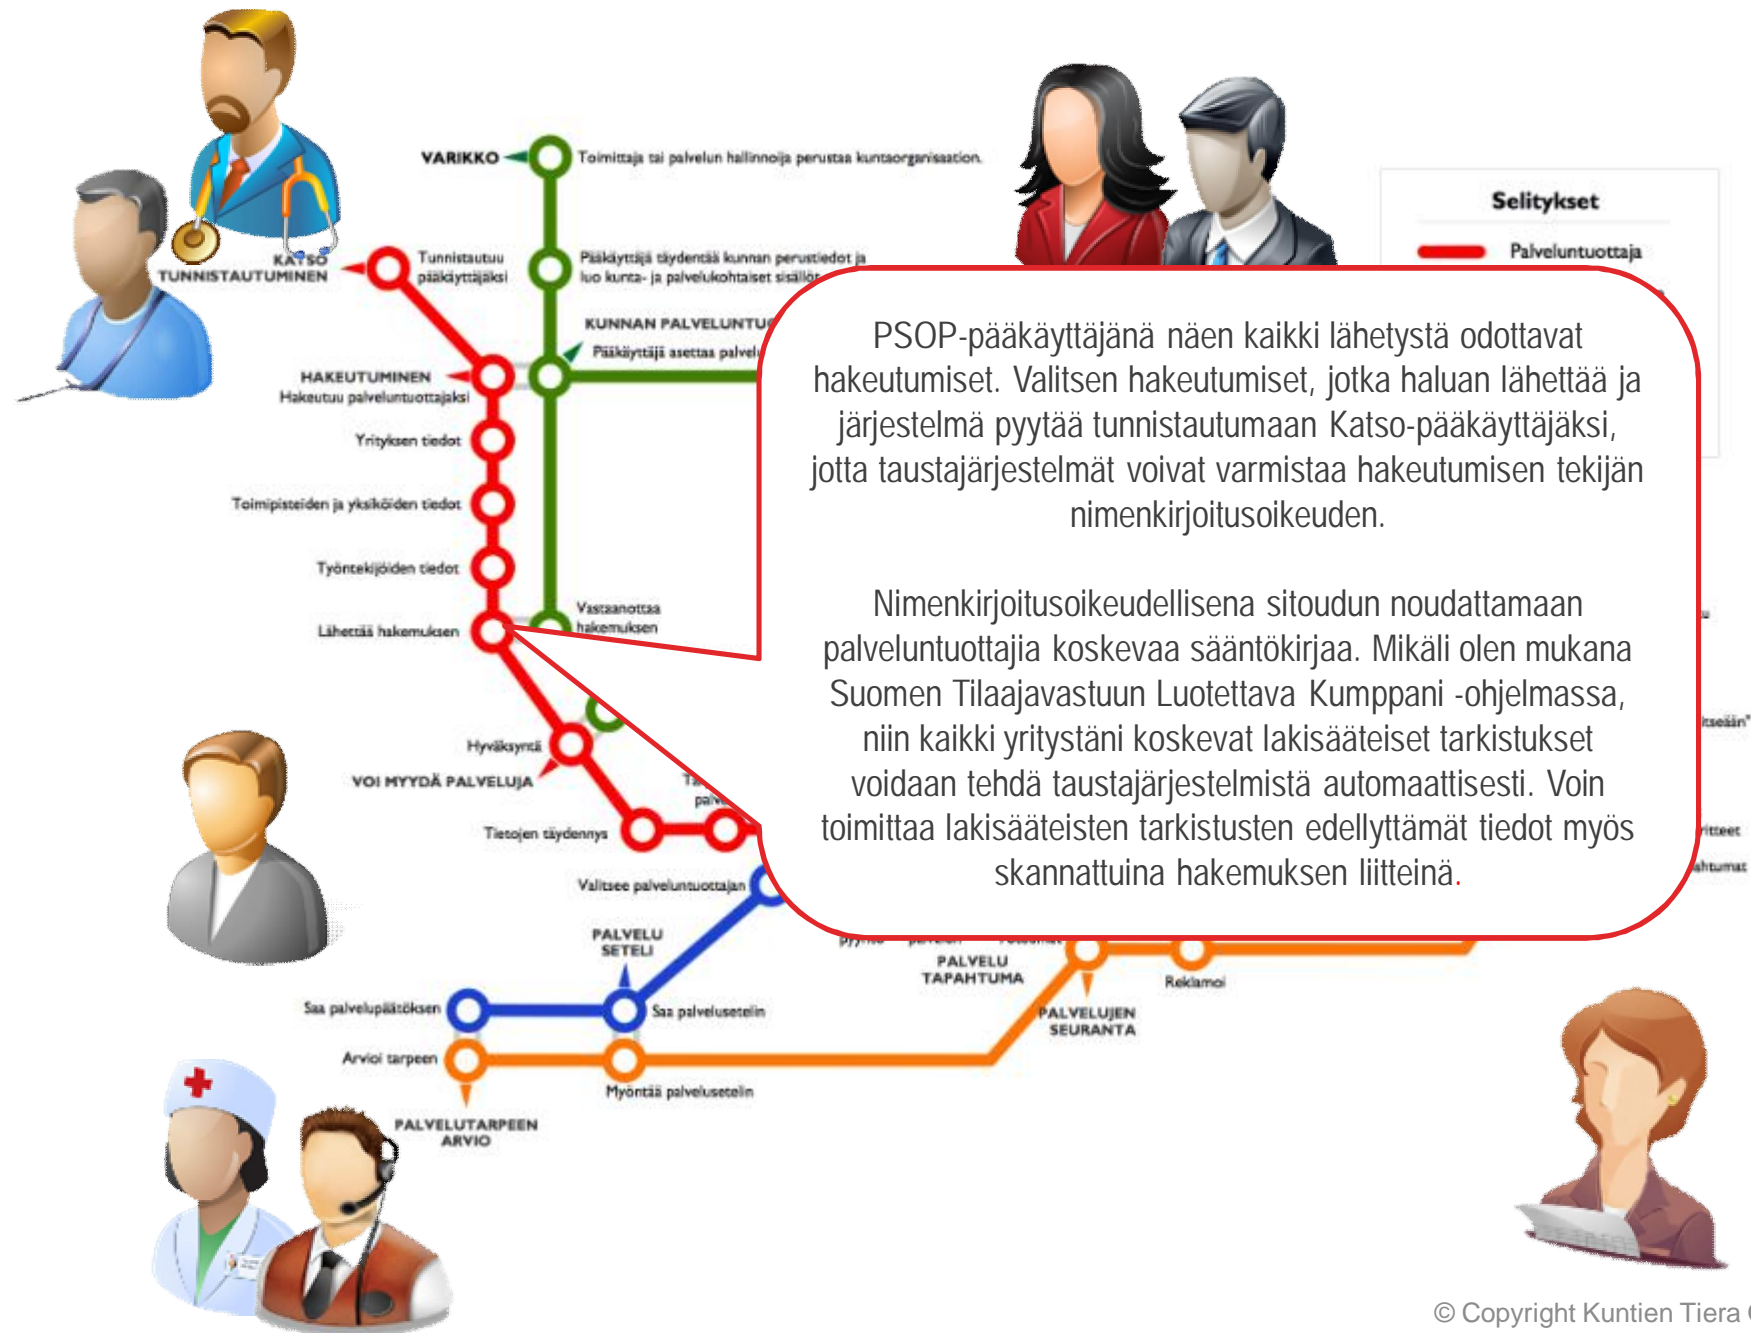 VARIKKO
Toimittaja tai palvelun hallinnoija perustaa kuntaorganisaation.
KATSO
TUNNISTAUTUMINEN
Tunnistautuu
pääkäyttäjäksi
Pääkäyttäjä täydentää kunnan perustiedot ja
luo kunta- ja palvelukohtaiset sisällöt
KUNNAN
Pääkäyttäjä asettaa
HAKEUTUMINEN
Hakeutuu palveluntuottajaksi
Yrityksen tiedot
Toimipisteiden ja yksiköiden tiedot
Työntekijöiden tiedot
Lähettää hakemuksen
Vastaanottaa
hakemuksen
Hyväksyntä
VOI MYYDÄ PALVELUJA
Tietojen täydennys
Selitykset
Palveluntuottaja
PSOP-pääkäyttäjänä näen kaikki lähetystä odottavat
hakeutumiset. Valitsen hakeutumiset, jotka haluan lähettää ja
järjestelmä pyytää tunnistautumaan Katso-pääkäyttäjäksi,
jotta taustajärjestelmät voivat varmistaa hakeutumisen tekijän
nimenkirjoitusoikeuden.
Nimenkirjoitusoikeudellisena sitoudun noudattamaan
palveluntuottajia koskevaa sääntökirjaa. Mikäli olen mukana
Suomen Tilaajavastuun Luotettava Kumppani -ohjelmassa,
niin kaikki yritystäni koskevat lakisääteiset tarkistukset
voidaan tehdä taustajärjestelmistä automaattisesti. Voin
toimittaa lakisääteisten tarkistusten edellyttämät tiedot myös
skannattuina hakemuksen liitteinä.
Valitsee palveluntuottajan
PALVELU
SETELI
Saa palvelupäätöksen
Saa palvelusetelin
Arvioi tarpeen
Myöntää palvelusetelin
PALVELUTARPEEN
ARVIO
PALVELU
TAPAHTUMA
Reklamoi
PALVELUJEN
SEURANTA
© Copyright Kuntien Tiera